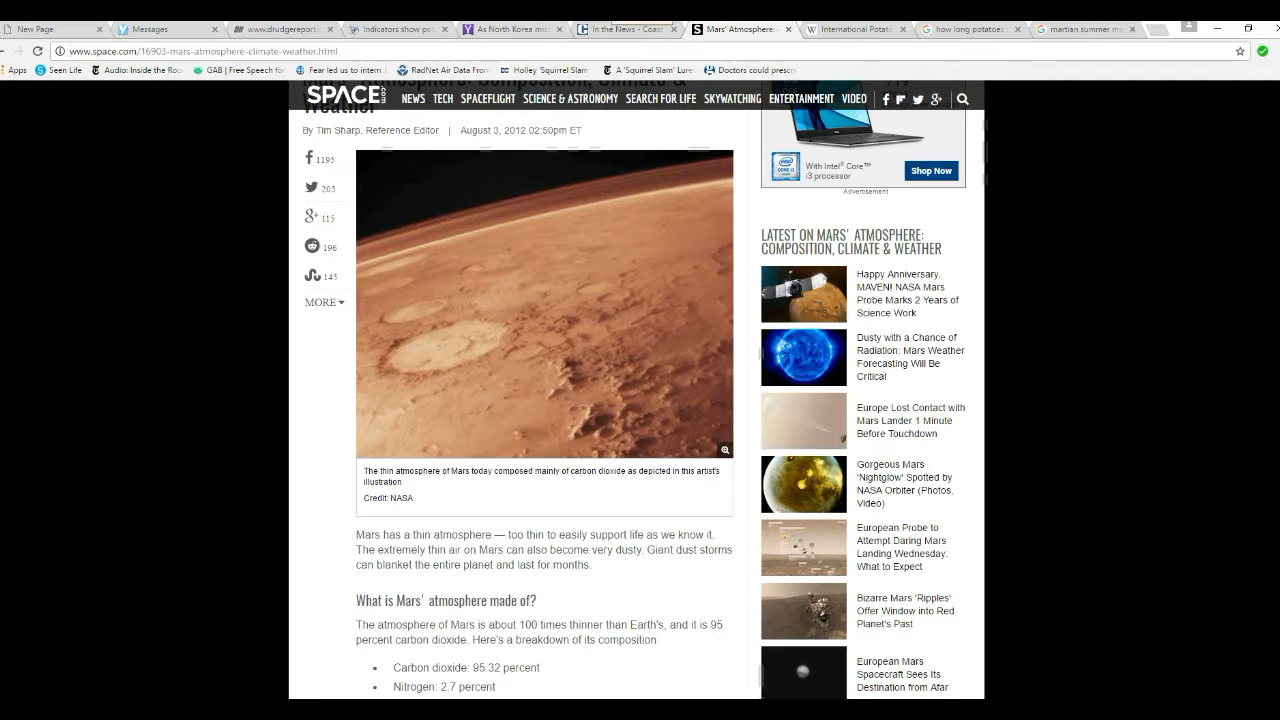 New Page
Messages
www.drudgereport.
Indicators show pos
As North Korea mis
In the News - Coast
Mars' Atmosphere:
International Potato
how long potatoes
martian summer me
www.space.com/16903-mars-atmosphere-climate-weather.html
Apps
Seen Life
Audio: Inside the Ro
GAB | Free Speech fo
Fear led us to intern J
RadNet Air Data From
Holley 'Squirrel Slam'
A 'Squirrel Slam' Lure
Doctors could prescri
Weather
SPACE.COM
NEWS TECH SPACEFLIGHT SCIENCE & ASTRONOMY SEARCH FOR LIFE SKYWATCHING ENTERTAINMENT VIDEO
By Tim Sharp, Reference Editor | August 3, 2012 02:50pm ET
1195
205
115
196
145
MORE
The thin atmosphere of Mars today composed mainly of carbon dioxide as depicted in this artist's
illustration
Credit: NASA
Mars has a thin atmosphere — too thin to easily support life as we know it.
The extremely thin air on Mars can also become very dusty. Giant dust storms
can blanket the entire planet and last for months.
What is Mars' atmosphere made of?
The atmosphere of Mars is about 100 times thinner than Earth's, and it is 95
percent carbon dioxide. Here's a breakdown of its composition:
• Carbon dioxide: 95.32 percent
• Nitrogen: 2.7 percent
With Intel® Core™
i3 processor
Shop Now
Advertisement
LATEST ON MARS' ATMOSPHERE:
COMPOSITION, CLIMATE & WEATHER
Happy Anniversary,
MAVEN! NASA Mars
Probe Marks 2 Years of
Science Work
Dusty with a Chance of
Radiation: Mars Weather
Forecasting Will Be
Critical
Europe Lost Contact with
Mars Lander 1 Minute
Before Touchdown
Gorgeous Mars
'Nightglow' Spotted by
NASA Orbiter (Photos,
Video)
European Probe to
Attempt Daring Mars
Landing Wednesday:
What to Expect
Bizarre Mars 'Ripples'
Offer Window into Red
Planet's Past
European Mars
Spacecraft Sees Its
Destination from Afar